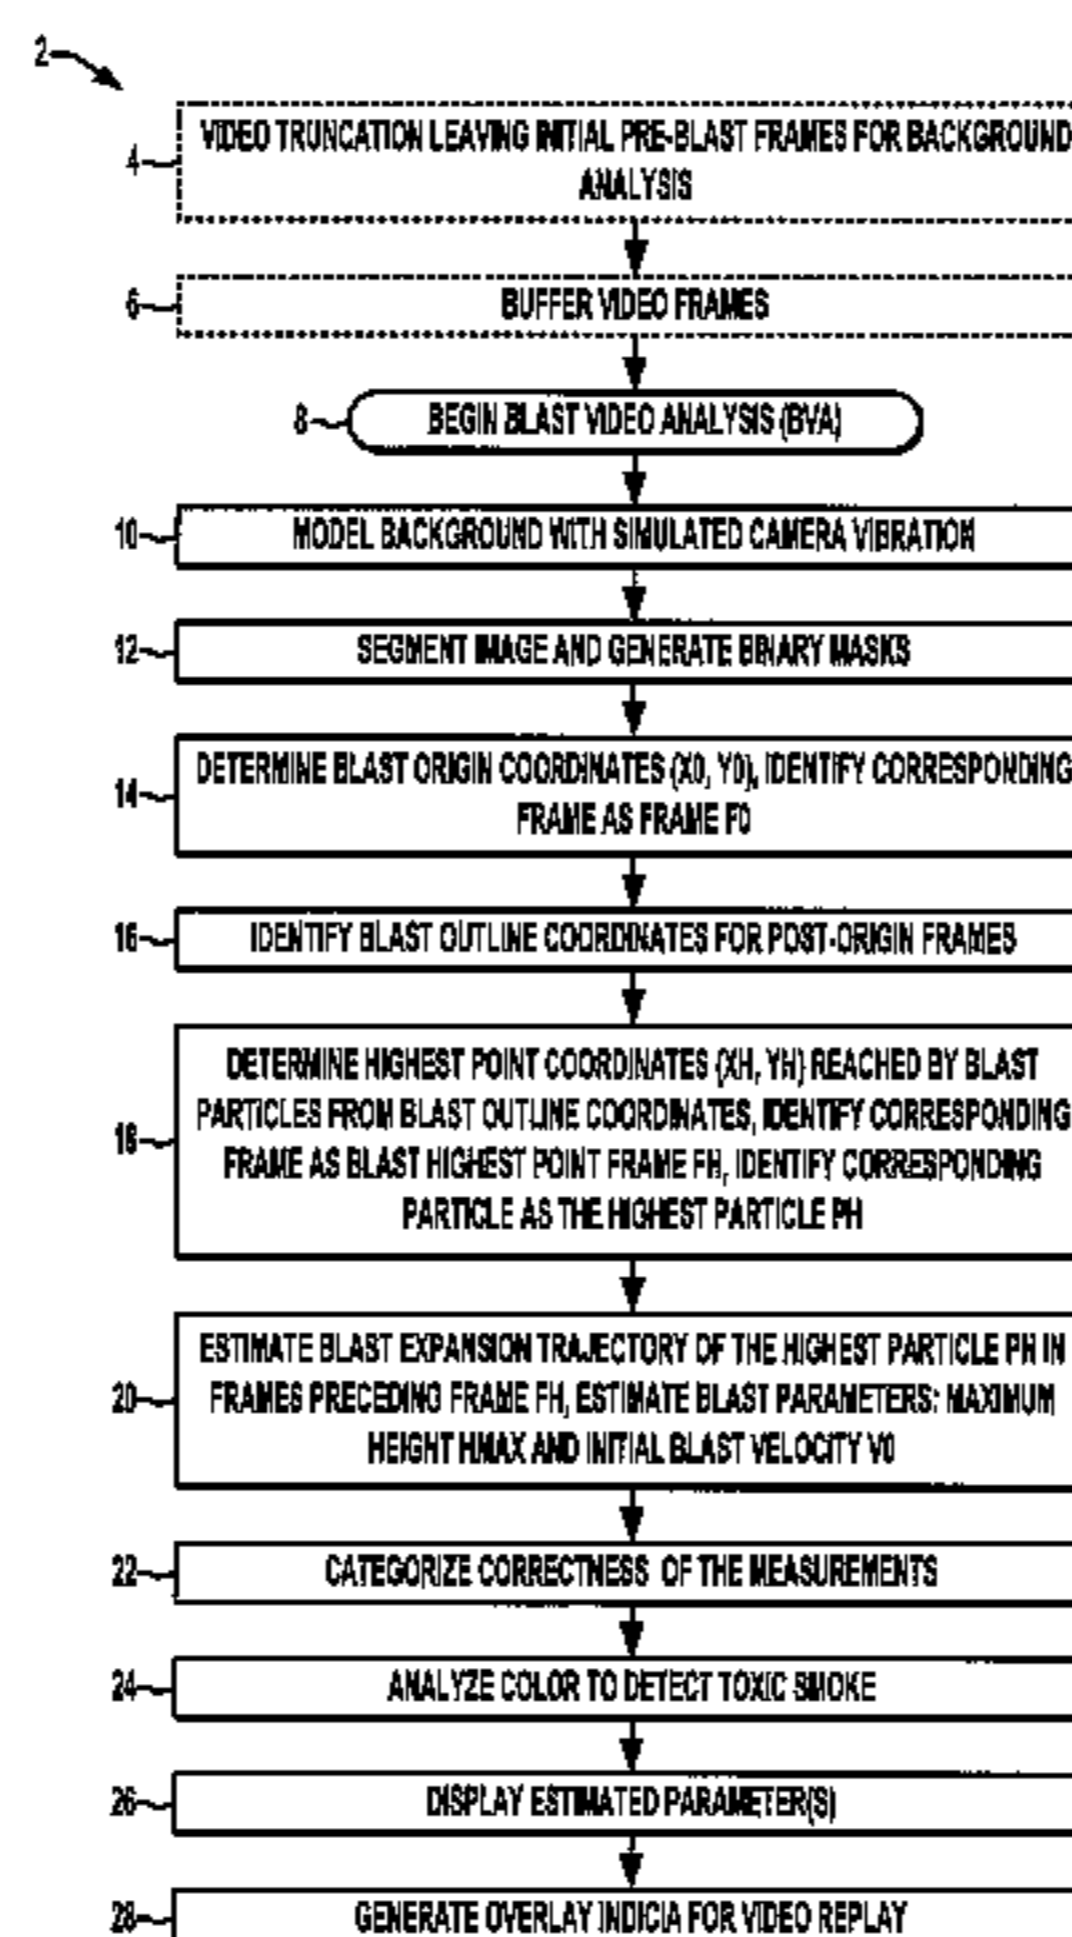 2
4
VIDEO TRUNCATION LEAVING INITIAL PRE-BLAST FRAMES FOR BACKGROUND
ANALYSIS
6
BUFFER VIDEO FRAMES
8
BEGIN BLAST VIDEO ANALYSIS (BVA)
10
MODEL BACKGROUND WITH SIMULATED CAMERA VIBRATION
12
SEGMENT IMAGE AND GENERATE BINARY MASKS
14
DETERMINE BLAST ORIGIN COORDINATES (X0, Y0), IDENTIFY CORRESPONDING
FRAME AS FRAME F0
16
IDENTIFY BLAST OUTLINE COORDINATES FOR POST-ORIGIN FRAMES
18
DETERMINE HIGHEST POINT COORDINATES (XH, YH) REACHED BY BLAST
PARTICLES FROM BLAST OUTLINE COORDINATES, IDENTIFY CORRESPONDING
FRAME AS BLAST HIGHEST POINT FRAME FH, IDENTIFY CORRESPONDING
PARTICLE AS THE HIGHEST PARTICLE PH
20
ESTIMATE BLAST EXPANSION TRAJECTORY OF THE HIGHEST PARTICLE PH IN
FRAMES PRECEDING FRAME FH, ESTIMATE BLAST PARAMETERS: MAXIMUM
HEIGHT HMAX AND INITIAL BLAST VELOCITY V0
22
CATEGORIZE CORRECTNESS OF THE MEASUREMENTS
24
ANALYZE COLOR TO DETECT TOXIC SMOKE
26
DISPLAY ESTIMATED PARAMETER(S)
28
GENERATE OVERLAY INDICIA FOR VIDEO REPLAY